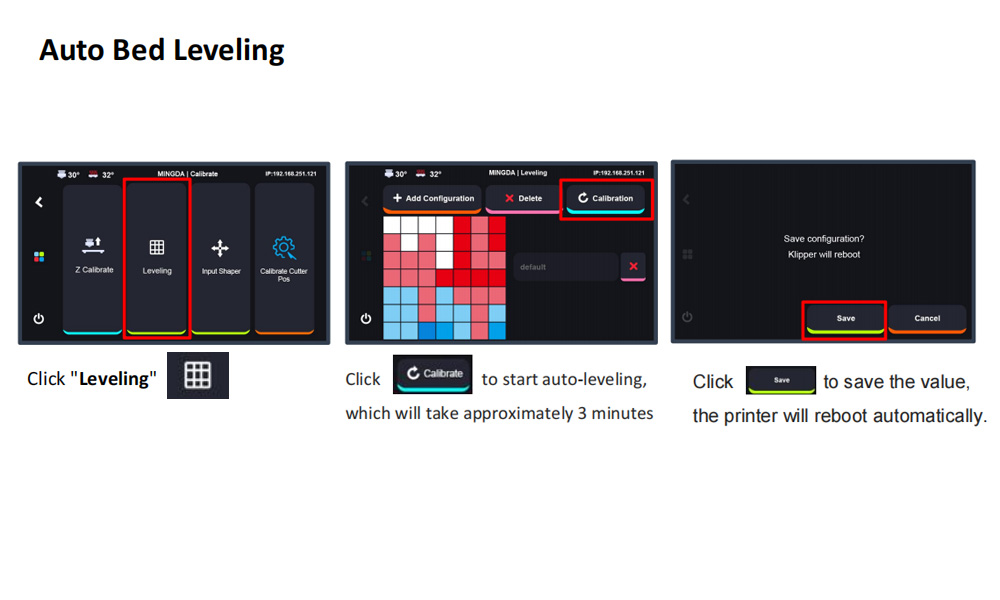 Auto Bed Leveling
30° 32° MINGDA | Calibrate IP:192.168.251.121
Z Calibrate
Leveling
Input Shaper
Calibrate Cutter
Pos
Click "Leveling"
30° 32° MINGDA | Leveling IP:192.168.251.121
Add Configuration Delete Calibration
default
Click Calibrate to start auto-leveling,
which will take approximately 3 minutes
Save configuration?
Klipper will reboot
Save Cancel
Click Save to save the value,
the printer will reboot automatically.